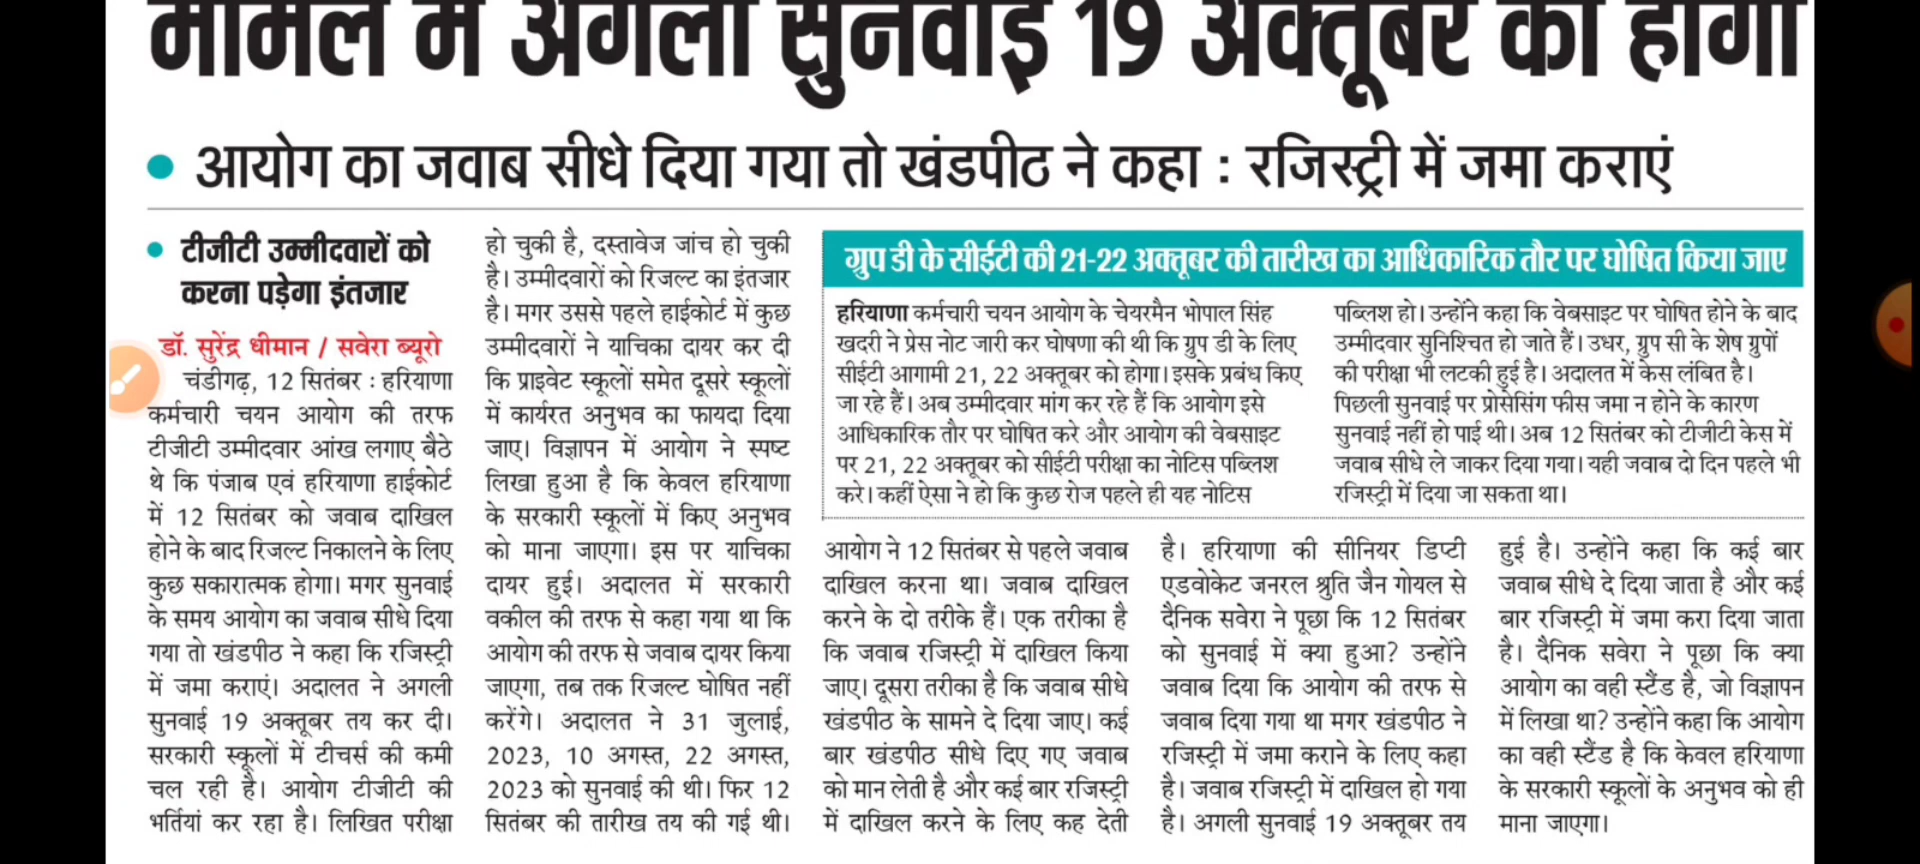 मामले में अगली सुनवाई 19 अक्तूबर को होगी
आयोग का जवाब सीधे दिया गया तो खंडपीठ ने कहा : रजिस्ट्री में जमा कराएं
टीजीटी उम्मीदवारों को
करना पड़ेगा इंतजार
डॉ. सुरेंद्र धीमान / सवेरा ब्यूरो
चंडीगढ़, 12 सितंबर : हरियाणा
कर्मचारी चयन आयोग की तरफ
टीजीटी उम्मीदवार आंख लगाए बैठे
थे कि पंजाब एवं हरियाणा हाईकोर्ट
में 12 सितंबर को जवाब दाखिल
होने के बाद रिजल्ट निकालने के लिए
कुछ सकारात्मक होगा। मगर सुनवाई
के समय आयोग का जवाब सीधे दिया
गया तो खंडपीठ ने कहा कि रजिस्ट्री
में जमा कराएं। अदालत ने अगली
सुनवाई 19 अक्तूबर तय कर दी।
सरकारी स्कूलों में टीचर्स की कमी
चल रही है। आयोग टीजीटी की
भर्तियां कर रहा है। लिखित परीक्षा
हो चुकी है, दस्तावेज जांच हो चुकी
है। उम्मीदवारों को रिजल्ट का इंतजार
है। मगर उससे पहले हाईकोर्ट में कुछ
उम्मीदवारों ने याचिका दायर कर दी
कि प्राइवेट स्कूलों समेत दूसरे स्कूलों
में कार्यरत अनुभव का फायदा दिया
जाए। विज्ञापन में आयोग ने स्पष्ट
लिखा हुआ है कि केवल हरियाणा
के सरकारी स्कूलों में किए अनुभव
को माना जाएगा। इस पर याचिका
दायर हुई। अदालत में सरकारी
वकील की तरफ से कहा गया था कि
आयोग की तरफ से जवाब दायर किया
जाएगा, तब तक रिजल्ट घोषित नहीं
करेंगे। अदालत ने 31 जुलाई,
2023, 10 अगस्त, 22 अगस्त,
2023 को सुनवाई की थी। फिर 12
सितंबर की तारीख तय की गई थी।
ग्रुप डी के सीईटी की 21-22 अक्तूबर की तारीख का आधिकारिक तौर पर घोषित किया जाए
हरियाणा कर्मचारी चयन आयोग के चेयरमैन भोपाल सिंह
खदरी ने प्रेस नोट जारी कर घोषणा की थी कि ग्रुप डी के लिए
सीईटी आगामी 21, 22 अक्तूबर को होगा। इसके प्रबंध किए
जा रहे हैं। अब उम्मीदवार मांग कर रहे हैं कि आयोग इसे
आधिकारिक तौर पर घोषित करे और आयोग की वेबसाइट
पर 21, 22 अक्तूबर को सीईटी परीक्षा का नोटिस पब्लिश
करे। कहीं ऐसा ने हो कि कुछ रोज पहले ही यह नोटिस
पब्लिश हो। उन्होंने कहा कि वेबसाइट पर घोषित होने के बाद
उम्मीदवार सुनिश्चित हो जाते हैं। उधर, ग्रुप सी के शेष ग्रुपों
की परीक्षा भी लटकी हुई है। अदालत में केस लंबित है।
पिछली सुनवाई पर प्रोसेसिंग फीस जमा न होने के कारण
सुनवाई नहीं हो पाई थी। अब 12 सितंबर को टीजीटी केस में
जवाब सीधे ले जाकर दिया गया। यही जवाब दो दिन पहले भी
रजिस्ट्री में दिया जा सकता था।
आयोग ने 12 सितंबर से पहले जवाब
दाखिल करना था। जवाब दाखिल
करने के दो तरीके हैं। एक तरीका है
कि जवाब रजिस्ट्री में दाखिल किया
जाए। दूसरा तरीका है कि जवाब सीधे
खंडपीठ के सामने दे दिया जाए। कई
बार खंडपीठ सीधे दिए गए जवाब
को मान लेती है और कई बार रजिस्ट्री
में दाखिल करने के लिए कह देती
है। हरियाणा की सीनियर डिप्टी
एडवोकेट जनरल श्रुति जैन गोयल से
दैनिक सवेरा ने पूछा कि 12 सितंबर
को सुनवाई में क्या हुआ? उन्होंने
जवाब दिया कि आयोग की तरफ से
जवाब दिया गया था मगर खंडपीठ ने
रजिस्ट्री में जमा कराने के लिए कहा
है। जवाब रजिस्ट्री में दाखिल हो गया
है। अगली सुनवाई 19 अक्तूबर तय
हुई है। उन्होंने कहा कि कई बार
जवाब सीधे दे दिया जाता है और कई
बार रजिस्ट्री में जमा करा दिया जाता
है। दैनिक सवेरा ने पूछा कि क्या
आयोग का वही स्टैंड है, जो विज्ञापन
में लिखा था? उन्होंने कहा कि आयोग
का वही स्टैंड है कि केवल हरियाणा
के सरकारी स्कूलों के अनुभव को ही
माना जाएगा।